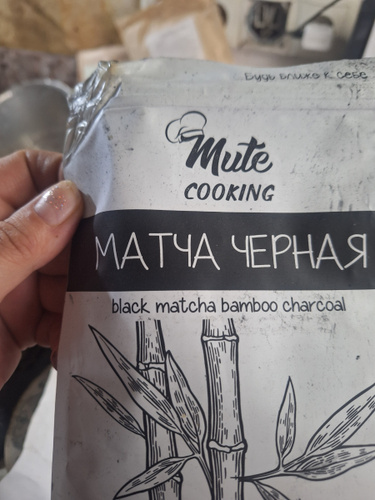 Будь ближе к себе
Mute
COOKING
МАТЧА ЧЕРНАЯ
black matcha bamboo charcoal